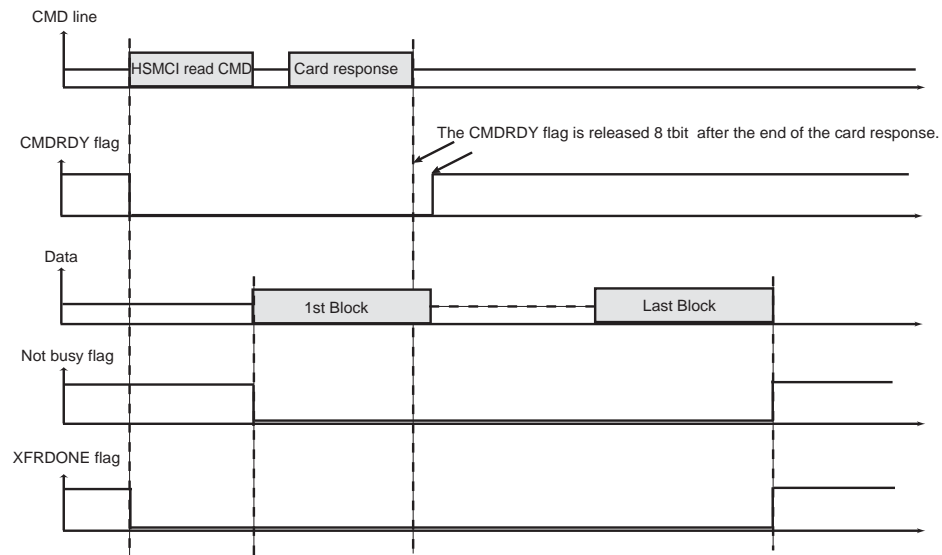 CMD line
HSMCI read CMD
Card response
CMDRDY flag
The CMDRDY flag is released 8 tbit after the end of the card response.
Data
1st Block
Last Block
Not busy flag
XFRDONE flag